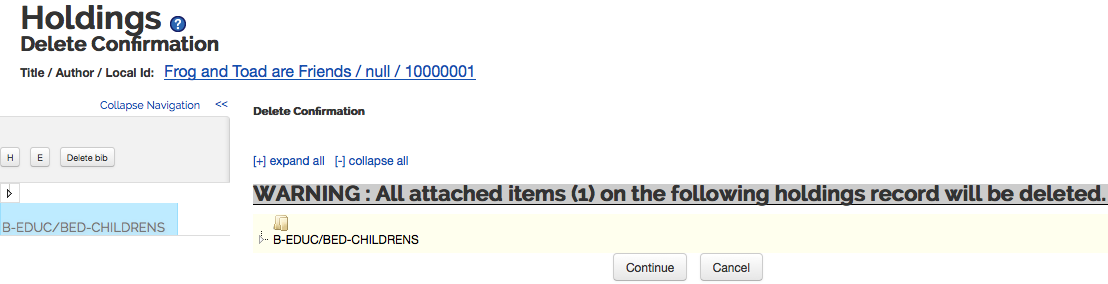 Holdings ?
Delete Confirmation
Title / Author / Local Id: Frog and Toad are Friends / null / 10000001
Collapse Navigation <<
H E Delete bib
B-EDUC/BED-CHILDRENS
Delete Confirmation
[+] expand all [-] collapse all
WARNING : All attached items (1) on the following holdings record will be deleted.
B-EDUC/BED-CHILDRENS
Continue Cancel